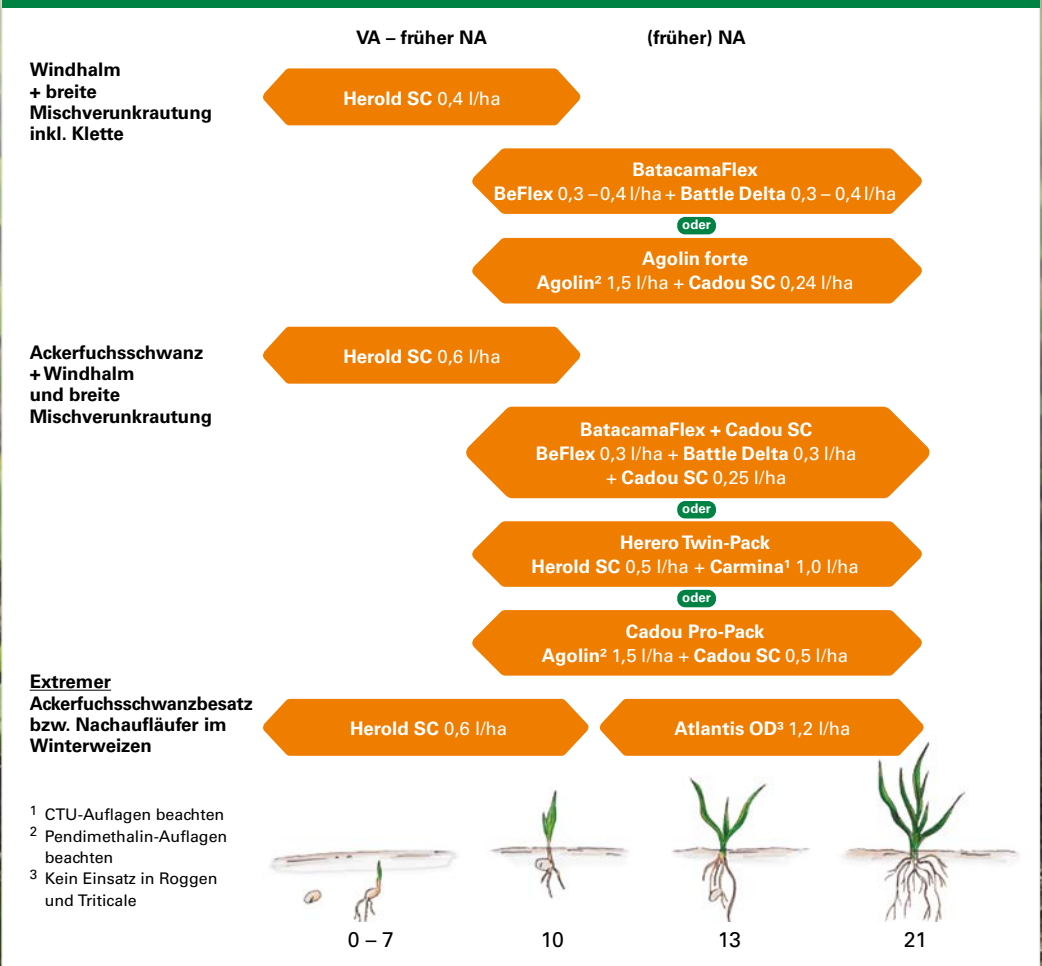 VA – früher NA
(früher) NA
Windhalm
+ breite
Mischverunkrautung
inkl. Klette
Herold SC 0,4 l/ha
BatacamaFlex
BeFlex 0,3 – 0,4 l/ha + Battle Delta 0,3 – 0,4 l/ha
oder
Agolin forte
Agolin² 1,5 l/ha + Cadou SC 0,24 l/ha
Ackerfuchsschwanz
+ Windhalm
und breite
Mischverunkrautung
Herold SC 0,6 l/ha
BatacamaFlex + Cadou SC
BeFlex 0,3 l/ha + Battle Delta 0,3 l/ha
+ Cadou SC 0,25 l/ha
oder
Herero Twin-Pack
Herold SC 0,5 l/ha + Carmina¹ 1,0 l/ha
oder
Cadou Pro-Pack
Agolin² 1,5 l/ha + Cadou SC 0,5 l/ha
Extremer
Ackerfuchsschwanzbesatz
bzw. Nachaufläufer im
Winterweizen
Herold SC 0,6 l/ha
Atlantis OD³ 1,2 l/ha
¹ CTU-Auflagen beachten
² Pendimethalin-Auflagen
beachten
³ Kein Einsatz in Roggen
und Triticale
0 – 7
10
13
21